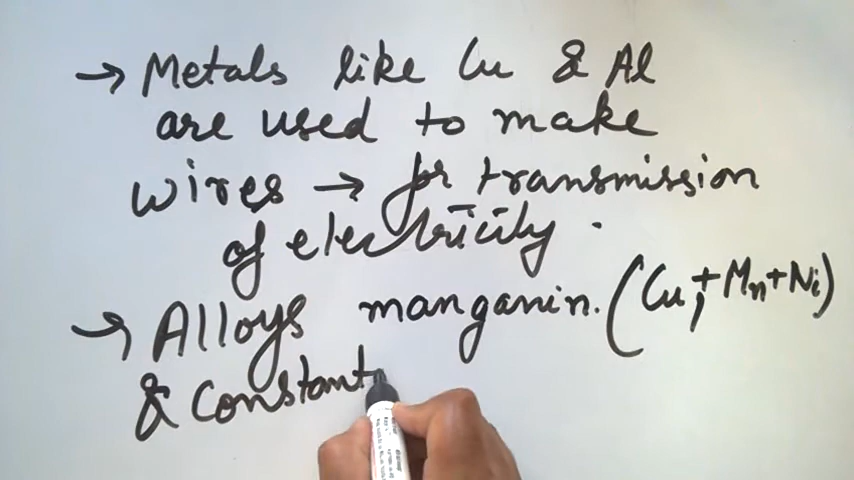 → Metals like Cu & Al
are used to make
wires → for transmission
of electricity.
→ Alloys manganin. (Cu, + Mn + Ni)
& Constant